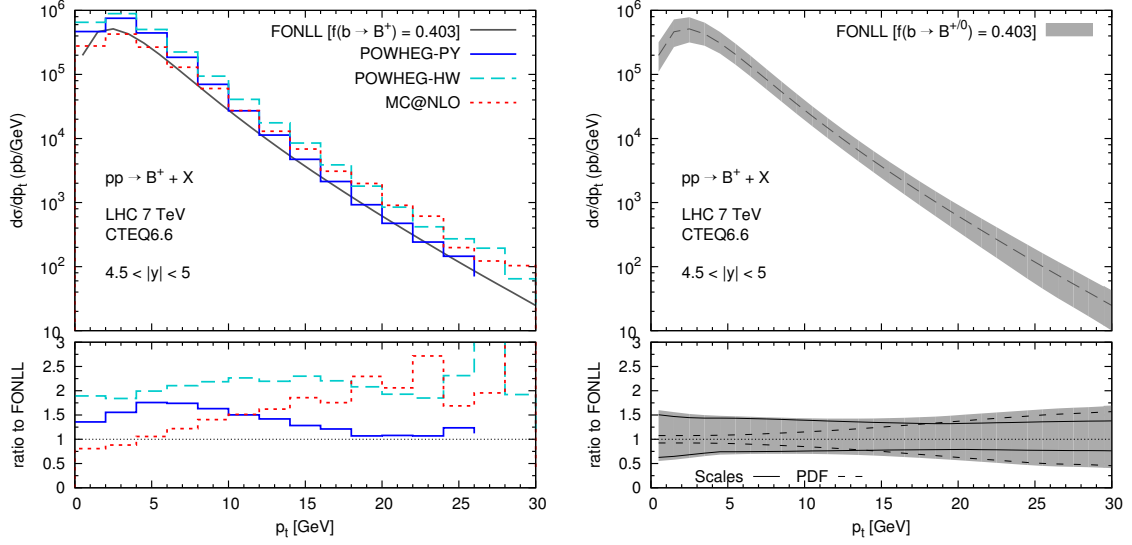 10^6
10^5
10^4
10^3
10^2
10
dσ/dp_t (pb/GeV)
FONLL [f(b → B^+) = 0.403]
POWHEG-PY
POWHEG-HW
MC@NLO
pp → B^+ + X
LHC 7 TeV
CTEQ6.6
4.5 < |y| < 5
3
2.5
2
1.5
1
0.5
0
ratio to FONLL
0 5 10 15 20 25 30
p_t [GeV]
10^6
10^5
10^4
10^3
10^2
10
dσ/dp_t (pb/GeV)
FONLL [f(b → B^{+/0}) = 0.403]
pp → B^+ + X
LHC 7 TeV
CTEQ6.6
4.5 < |y| < 5
3
2.5
2
1.5
1
0.5
0
ratio to FONLL
Scales PDF
0 5 10 15 20 25 30
p_t [GeV]